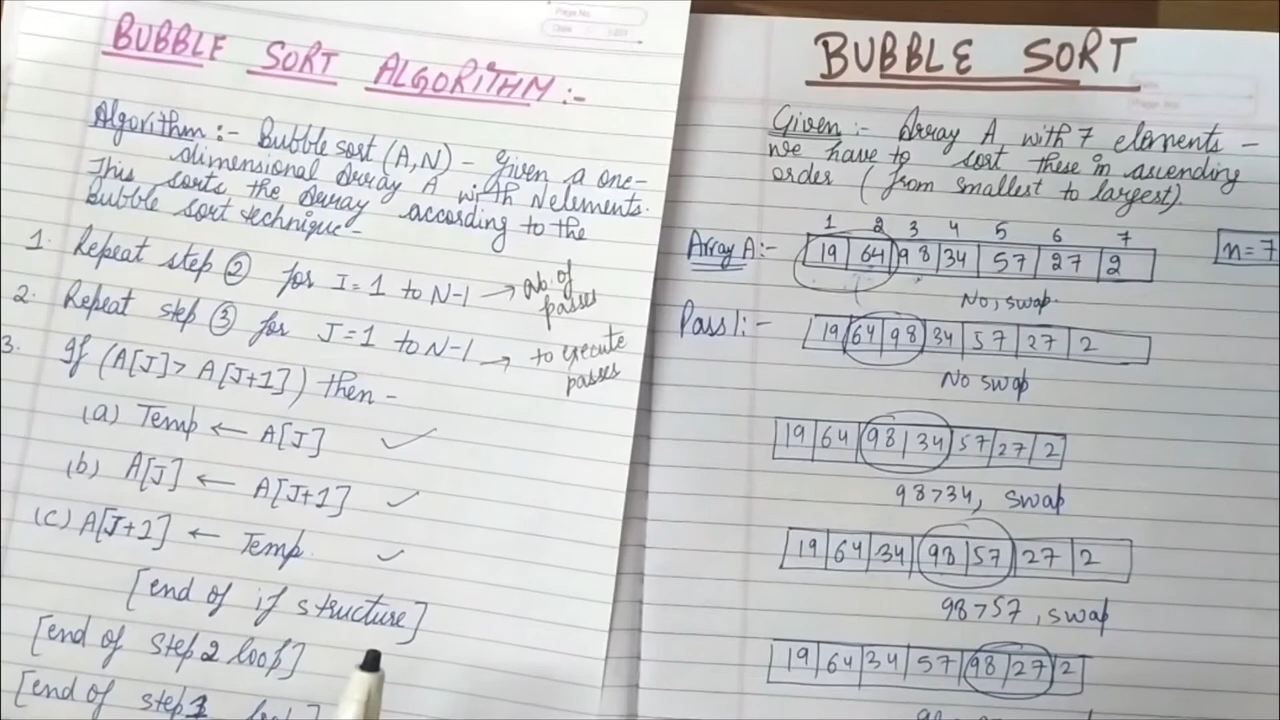 BUBBLE SORT ALGORITHM :-
Algorithm :- Bubble sort (A,N) - Given a one-
dimensional Array A with N elements.
This sorts the Array according to the
Bubble sort technique -
1. Repeat step ② for I = 1 to N-1 → No. of
passes
2. Repeat step ③ for J = 1 to N-1 → to execute
passes
3. If (A[J] > A[J+1]) then -
(a) Temp ← A[J] ✓
(b) A[J] ← A[J+1] ✓
(c) A[J+1] ← Temp. ✓
[end of if structure]
[end of step 2 loop]
[end of step 1 loop]
Page No.
Date
BUBBLE SORT
Given :- Array A with 7 elements -
we have to sort these in ascending
order (from smallest to largest).
1 2 3 4 5 6 7
Array A:- 19 64 98 34 57 27 2 n=7
No, swap.
Pass 1:- 19 64 98 34 57 27 2
No swap
19 64 98 34 57 27 2
98>34, swap
19 64 34 98 57 27 2
98>57, swap
19 64 34 57 98 27 2